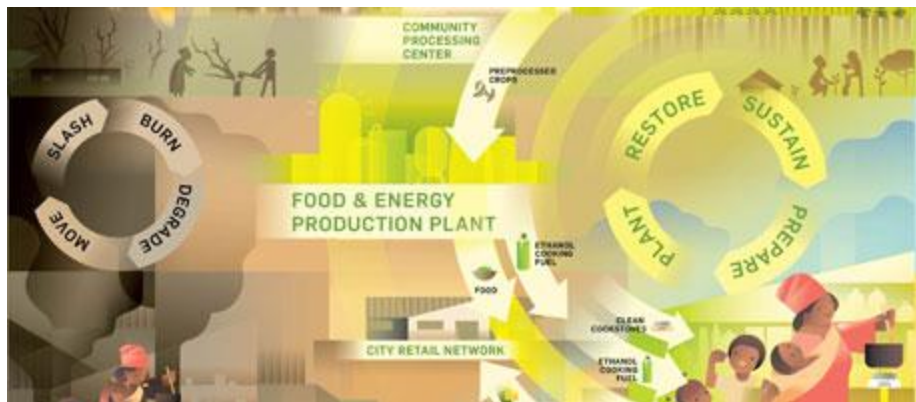 COMMUNITY
PROCESSING
CENTER
PREPROCESSED
CROPS
SLASH
BURN
DEGRADE
MOVE
RESTORE
SUSTAIN
PREPARE
PLANT
FOOD & ENERGY
PRODUCTION PLANT
ETHANOL
COOKING
FUEL
FOOD
CLEAN
COOKSTOVES
CITY RETAIL NETWORK
ETHANOL
COOKING
FUEL